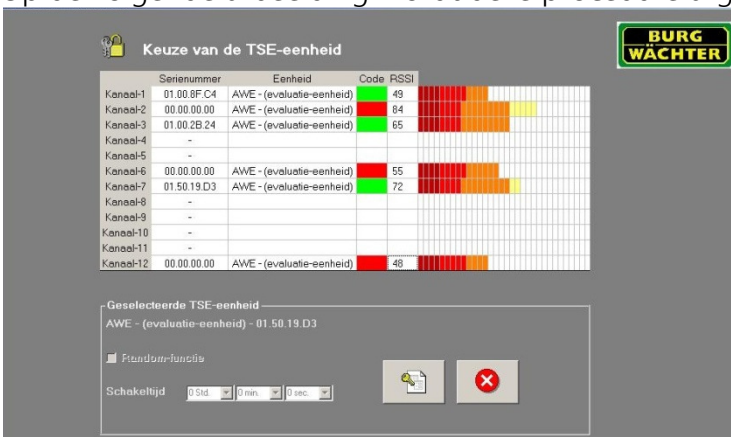 BURG
WÄCHTER
Keuze van de TSE-eenheid
Serienummer Eenheid Code RSSI
Kanaal-1 01.00.8F.C4 AWE - (evaluatie-eenheid) 49
Kanaal-2 00.00.00.00 AWE - (evaluatie-eenheid) 84
Kanaal-3 01.00.2B.24 AWE - (evaluatie-eenheid) 65
Kanaal-4 -
Kanaal-5 -
Kanaal-6 00.00.00.00 AWE - (evaluatie-eenheid) 55
Kanaal-7 01.50.19.D3 AWE - (evaluatie-eenheid) 72
Kanaal-8 -
Kanaal-9 -
Kanaal-10 -
Kanaal-11 -
Kanaal-12 00.00.00.00 AWE - (evaluatie-eenheid) 48
Geselecteerde TSE-eenheid
AWE - (evaluatie-eenheid) - 01.50.19.D3
Random-functie
Schakeltijd 0 Std. 0 min. 0 sec.